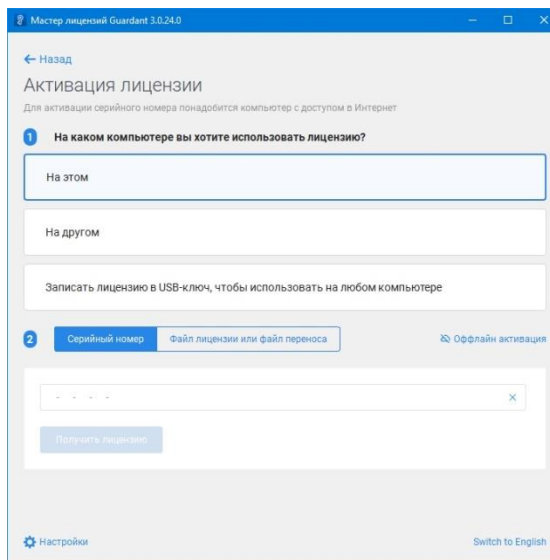 Мастер лицензий Guardant 3.0.24.0
← Назад
Активация лицензии
Для активации серийного номера понадобится компьютер с доступом в Интернет
1 На каком компьютере вы хотите использовать лицензию?
На этом
На другом
Записать лицензию в USB-ключ, чтобы использовать на любом компьютере
2 Серийный номер Файл лицензии или файл переноса Оффлайн активация
- - - -
Получить лицензию
Настройки Switch to English